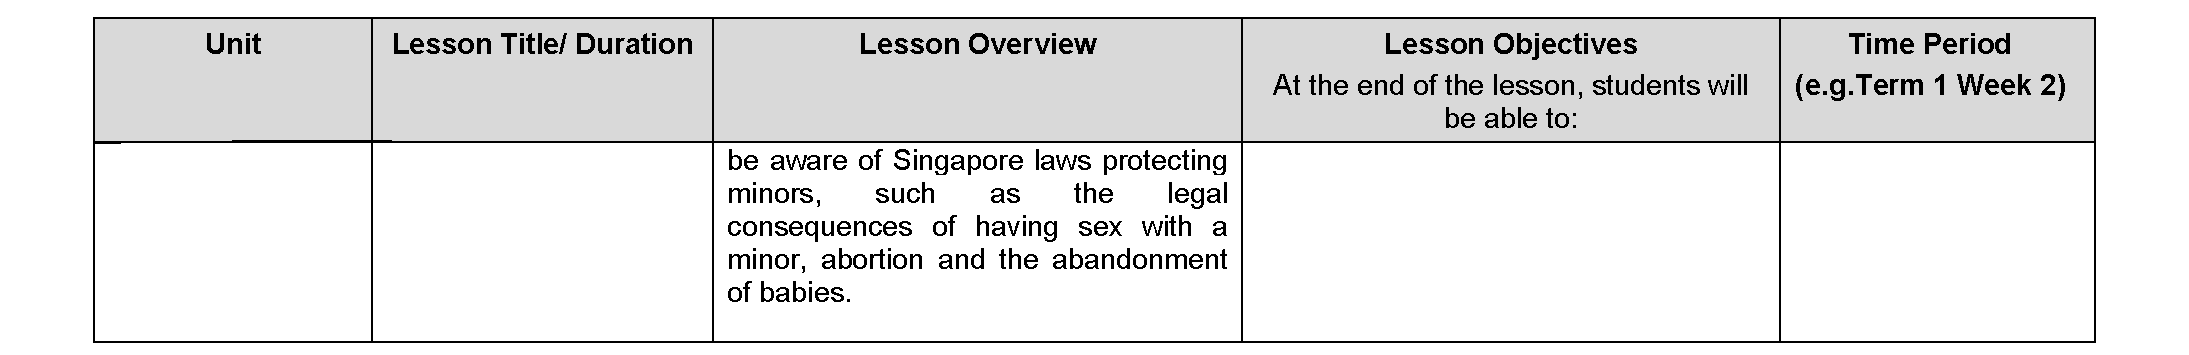 Unit
Lesson Title/ Duration
Lesson Overview
Lesson Objectives
At the end of the lesson, students will
be able to:
Time Period
(e.g.Term 1 Week 2)
be aware of Singapore laws protecting
minors, such as the legal
consequences of having sex with a
minor, abortion and the abandonment
of babies.